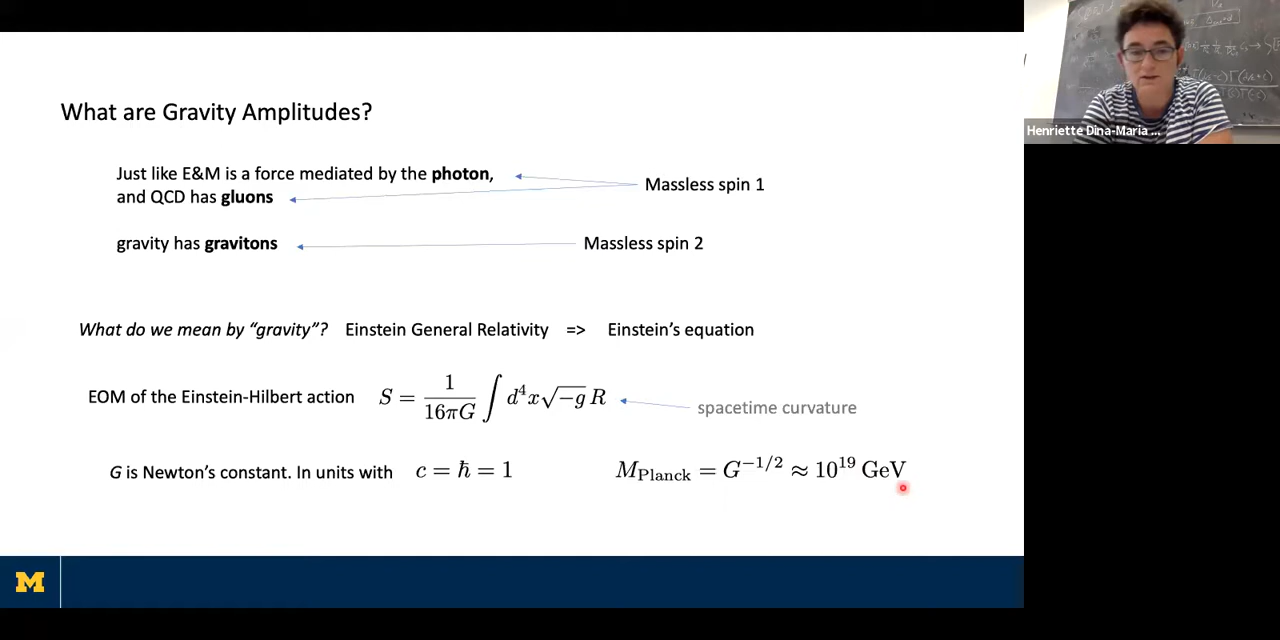 What are Gravity Amplitudes?
Just like E&M is a force mediated by the photon,
Massless spin 1
and QCD has gluons
gravity has gravitons
Massless spin 2
What do we mean by “gravity”? Einstein General Relativity => Einstein’s equation
EOM of the Einstein-Hilbert action S = 1/(16πG) ∫ d⁴x√−g R
spacetime curvature
G is Newton’s constant. In units with c = ℏ = 1 M_Planck = G^{−1/2} ≈ 10^{19} GeV
M
Henriette Dina-Maria ...